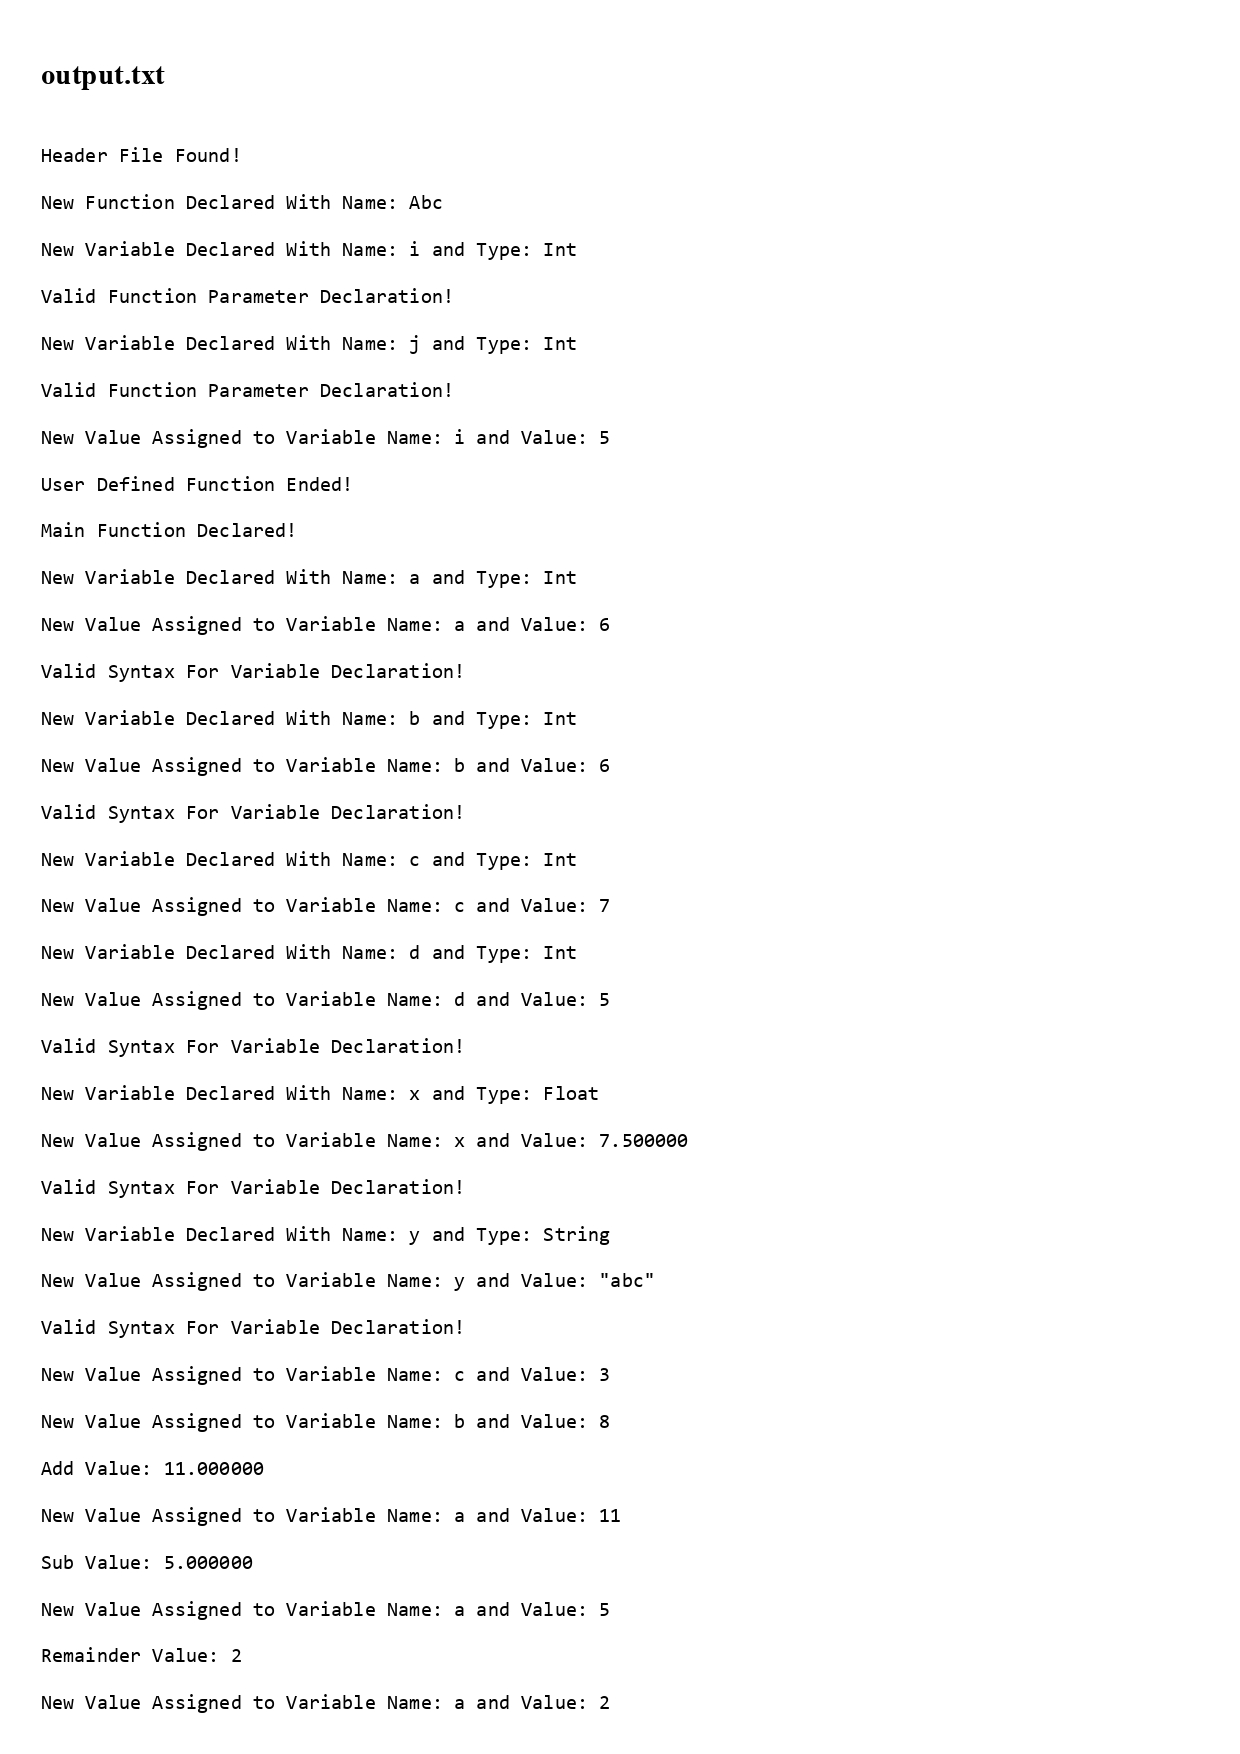 output.txt
Header File Found!
New Function Declared With Name: Abc
New Variable Declared With Name: i and Type: Int
Valid Function Parameter Declaration!
New Variable Declared With Name: j and Type: Int
Valid Function Parameter Declaration!
New Value Assigned to Variable Name: i and Value: 5
User Defined Function Ended!
Main Function Declared!
New Variable Declared With Name: a and Type: Int
New Value Assigned to Variable Name: a and Value: 6
Valid Syntax For Variable Declaration!
New Variable Declared With Name: b and Type: Int
New Value Assigned to Variable Name: b and Value: 6
Valid Syntax For Variable Declaration!
New Variable Declared With Name: c and Type: Int
New Value Assigned to Variable Name: c and Value: 7
New Variable Declared With Name: d and Type: Int
New Value Assigned to Variable Name: d and Value: 5
Valid Syntax For Variable Declaration!
New Variable Declared With Name: x and Type: Float
New Value Assigned to Variable Name: x and Value: 7.500000
Valid Syntax For Variable Declaration!
New Variable Declared With Name: y and Type: String
New Value Assigned to Variable Name: y and Value: "abc"
Valid Syntax For Variable Declaration!
New Value Assigned to Variable Name: c and Value: 3
New Value Assigned to Variable Name: b and Value: 8
Add Value: 11.000000
New Value Assigned to Variable Name: a and Value: 11
Sub Value: 5.000000
New Value Assigned to Variable Name: a and Value: 5
Remainder Value: 2
New Value Assigned to Variable Name: a and Value: 2